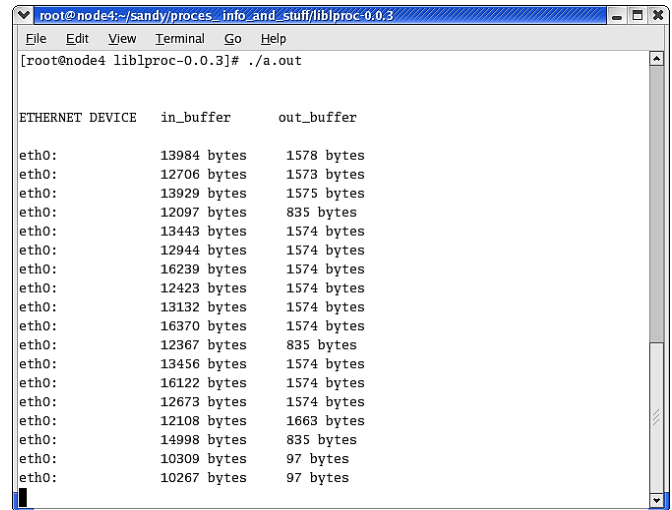 root@node4:~/sandy/proces_ info_and_stuff/liblproc-0.0.3
File Edit View Terminal Go Help
[root@node4 liblproc-0.0.3]# ./a.out
ETHERNET DEVICE in_buffer out_buffer
eth0: 13984 bytes 1578 bytes
eth0: 12706 bytes 1573 bytes
eth0: 13929 bytes 1575 bytes
eth0: 12097 bytes 835 bytes
eth0: 13443 bytes 1574 bytes
eth0: 12944 bytes 1574 bytes
eth0: 16239 bytes 1574 bytes
eth0: 12423 bytes 1574 bytes
eth0: 13132 bytes 1574 bytes
eth0: 16370 bytes 1574 bytes
eth0: 12367 bytes 835 bytes
eth0: 13456 bytes 1574 bytes
eth0: 16122 bytes 1574 bytes
eth0: 12673 bytes 1574 bytes
eth0: 12108 bytes 1663 bytes
eth0: 14998 bytes 835 bytes
eth0: 10309 bytes 97 bytes
eth0: 10267 bytes 97 bytes